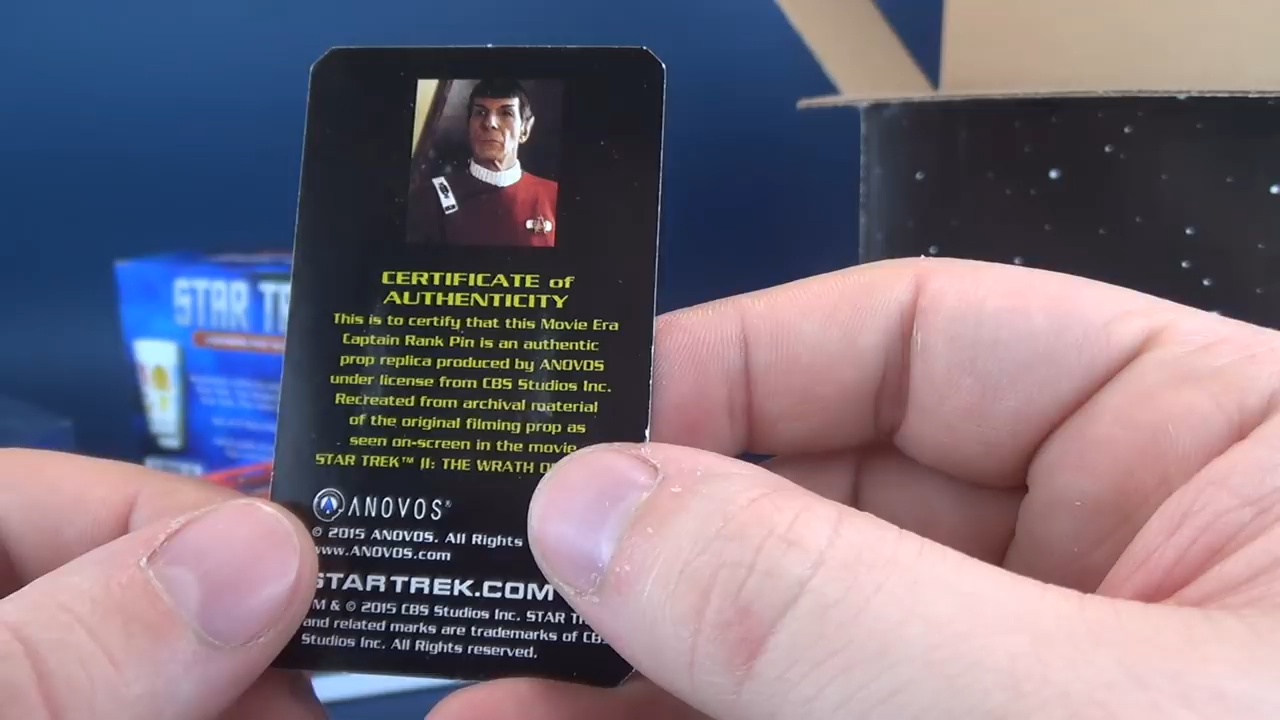 CERTIFICATE of
AUTHENTICITY
This is to certify that this Movie Era
Captain Rank Pin is an authentic
prop replica produced by ANOVOS
under license from CBS Studios Inc.
Recreated from archival material
of the original filming prop as
seen on-screen in the movie
STAR TREK™ II: THE WRATH
ANOVOS®
© 2015 ANOVOS. All Rights
www.ANOVOS.com
STARTREK.COM
& © 2015 CBS Studios Inc. STAR
and related marks are trademarks of
Studios Inc. All Rights reserved.
STAR